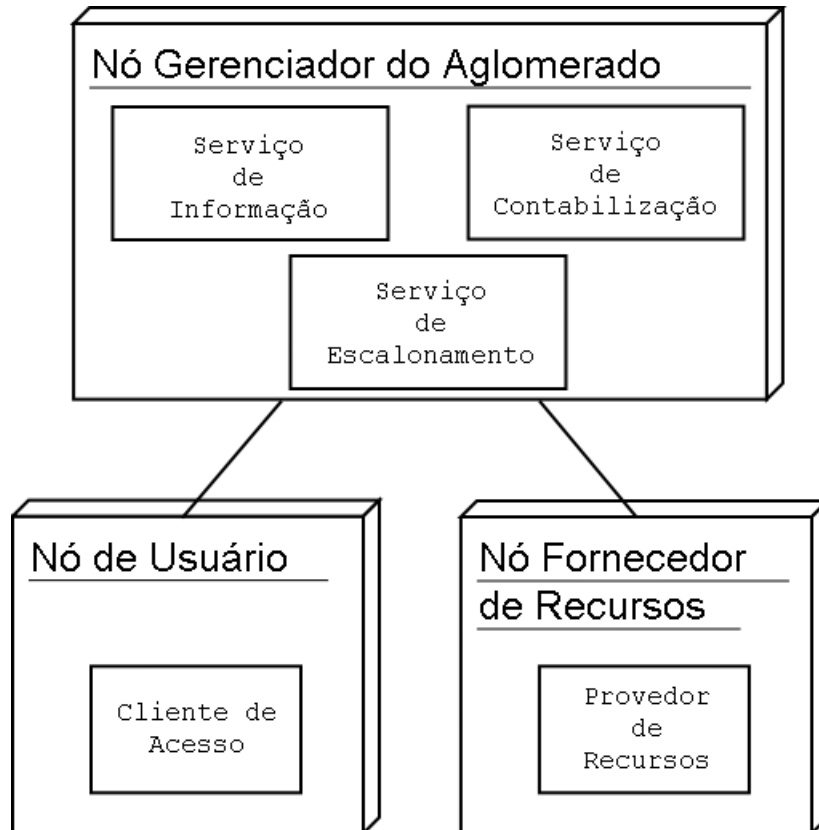 Nó Gerenciador do Aglomerado
Serviço
de
Informação
Serviço
de
Contabilização
Serviço
de
Escalonamento
Nó de Usuário
Cliente de
Acesso
Nó Fornecedor
de Recursos
Provedor
de
Recursos